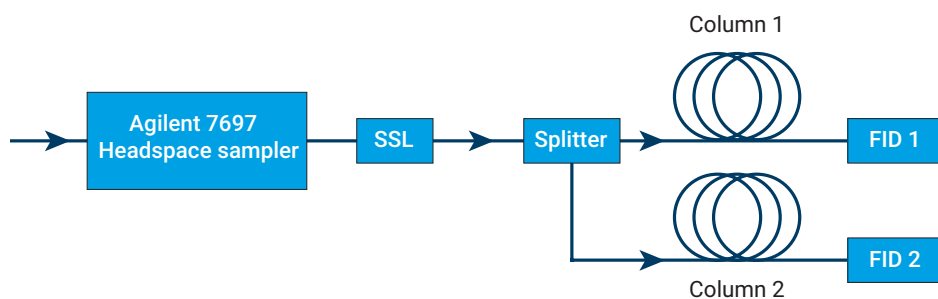 Column 1
Agilent 7697
Headspace sampler
SSL
Splitter
FID 1
FID 2
Column 2